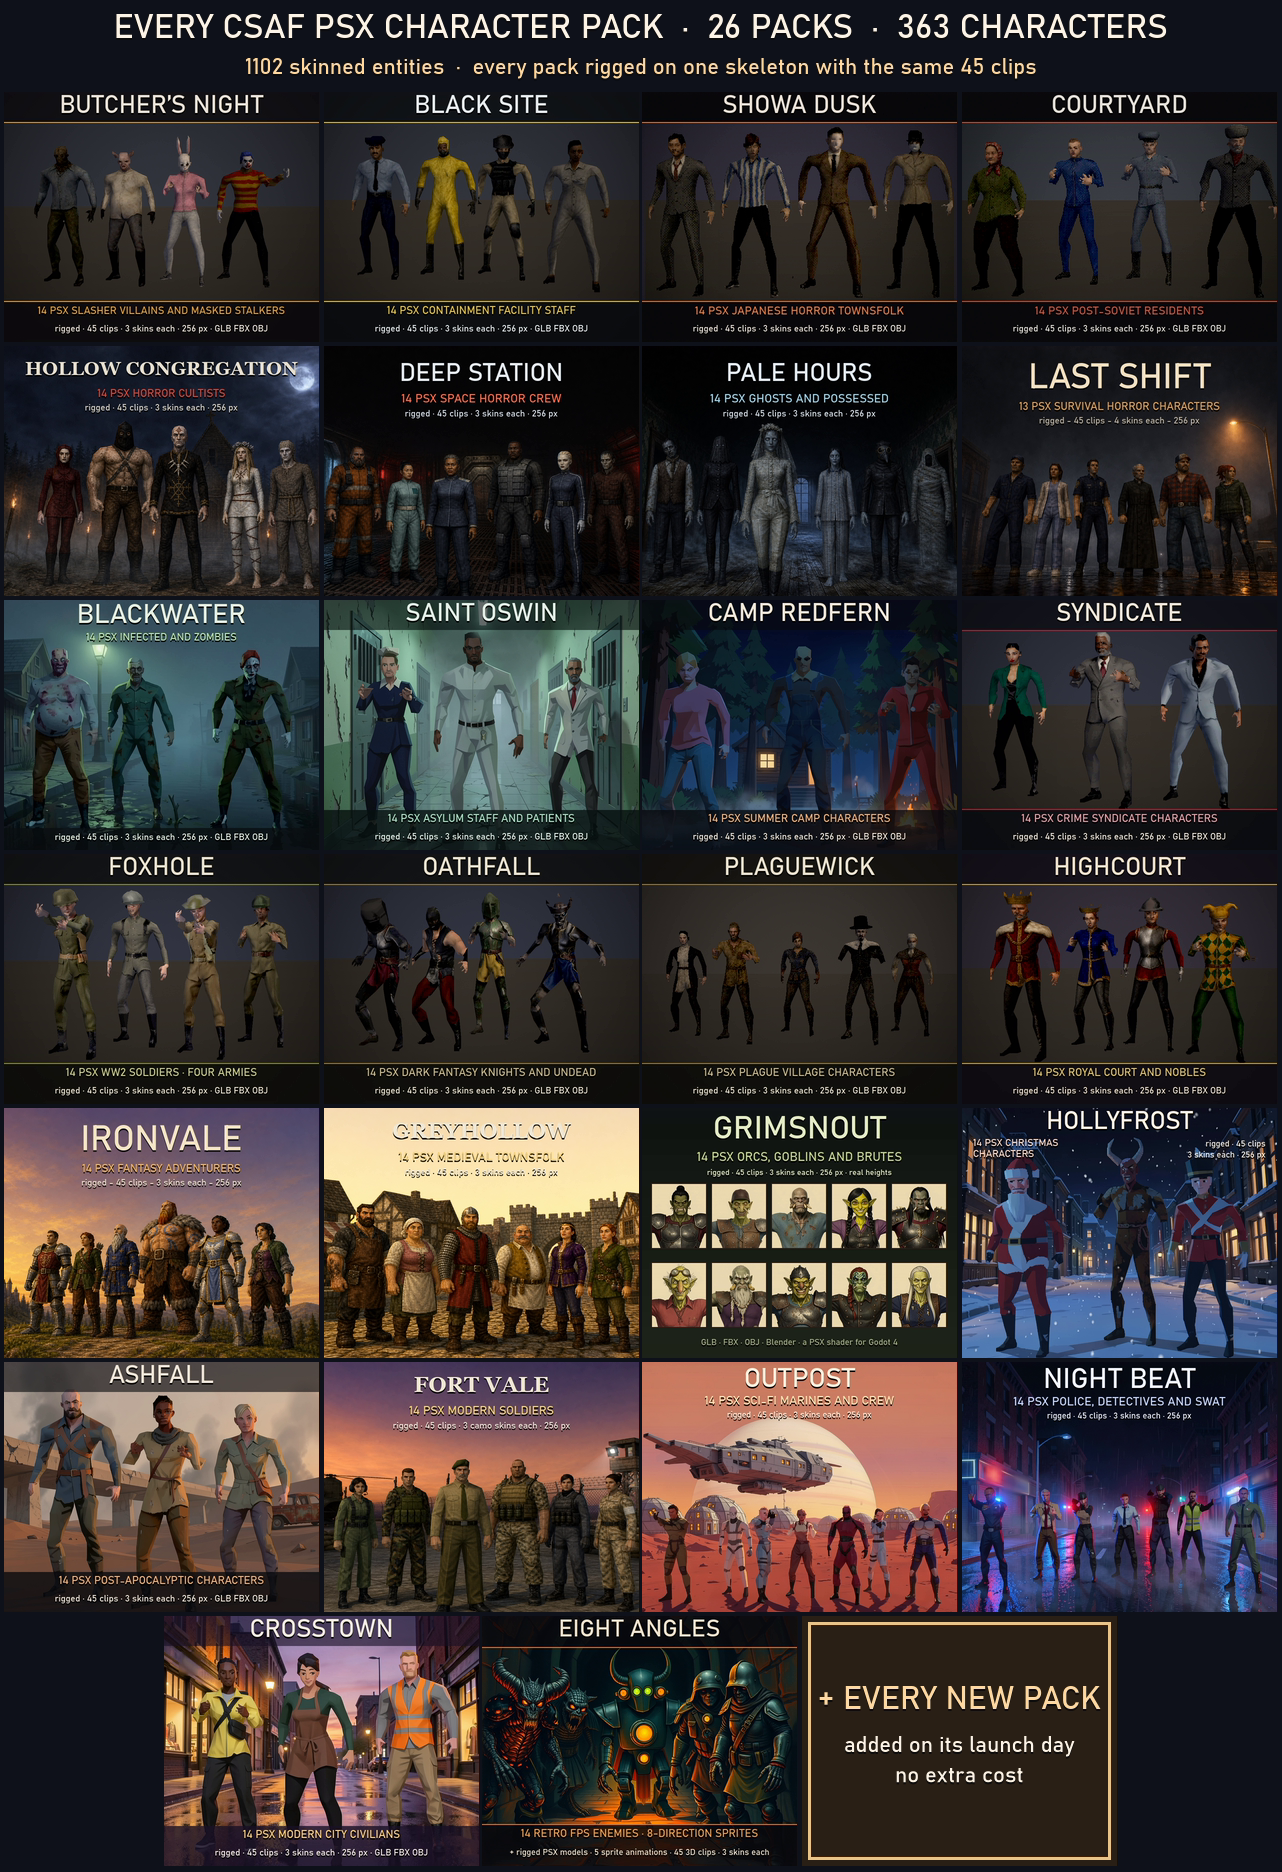 EVERY CSAF PSX CHARACTER PACK · 26 PACKS · 363 CHARACTERS
1102 skinned entities · every pack rigged on one skeleton with the same 45 clips
BUTCHER'S NIGHT
14 PSX SLASHER VILLAINS AND MASKED STALKERS
rigged · 45 clips · 3 skins each · 256 px · GLB FBX OBJ
BLACK SITE
14 PSX CONTAINMENT FACILITY STAFF
rigged · 45 clips · 3 skins each · 256 px · GLB FBX OBJ
SHOWA DUSK
14 PSX JAPANESE HORROR TOWNSFOLK
rigged · 45 clips · 3 skins each · 256 px · GLB FBX OBJ
COURTYARD
14 PSX POST-SOVIET RESIDENTS
rigged · 45 clips · 3 skins each · 256 px · GLB FBX OBJ
HOLLOW CONGREGATION
14 PSX HORROR CULTISTS
rigged · 45 clips · 3 skins each · 256 px
DEEP STATION
14 PSX SPACE HORROR CREW
rigged · 45 clips · 3 skins each · 256 px
PALE HOURS
14 PSX GHOSTS AND POSSESSED
rigged · 45 clips · 3 skins each · 256 px
LAST SHIFT
13 PSX SURVIVAL HORROR CHARACTERS
rigged - 45 clips - 4 skins each - 256 px
BLACKWATER
14 PSX INFECTED AND ZOMBIES
rigged · 45 clips · 3 skins each · 256 px · GLB FBX OBJ
SAINT OSWIN
14 PSX ASYLUM STAFF AND PATIENTS
rigged · 45 clips · 3 skins each · 256 px · GLB FBX OBJ
CAMP REDFERN
14 PSX SUMMER CAMP CHARACTERS
rigged · 45 clips · 3 skins each · 256 px · GLB FBX OBJ
SYNDICATE
14 PSX CRIME SYNDICATE CHARACTERS
rigged · 45 clips · 3 skins each · 256 px · GLB FBX OBJ
FOXHOLE
14 PSX WW2 SOLDIERS · FOUR ARMIES
rigged · 45 clips · 3 skins each · 256 px · GLB FBX OBJ
OATHFALL
14 PSX DARK FANTASY KNIGHTS AND UNDEAD
rigged · 45 clips · 3 skins each · 256 px · GLB FBX OBJ
PLAGUEWICK
14 PSX PLAGUE VILLAGE CHARACTERS
rigged · 45 clips · 3 skins each · 256 px · GLB FBX OBJ
HIGHCOURT
14 PSX ROYAL COURT AND NOBLES
rigged · 45 clips · 3 skins each · 256 px · GLB FBX OBJ
IRONVALE
14 PSX FANTASY ADVENTURERS
rigged - 45 clips - 3 skins each - 256 px
GREYHOLLOW
14 PSX MEDIEVAL TOWNSFOLK
rigged · 45 clips · 3 skins each · 256 px
GRIMSNOUT
14 PSX ORCS, GOBLINS AND BRUTES
rigged · 45 clips · 3 skins each · 256 px · real heights
GLB · FBX · OBJ · Blender · a PSX shader for Godot 4
HOLLYFROST
14 PSX CHRISTMAS
CHARACTERS
rigged · 45 clips
3 skins each · 256 px
ASHFALL
14 PSX POST-APOCALYPTIC CHARACTERS
rigged · 45 clips · 3 skins each · 256 px · GLB FBX OBJ
FORT VALE
14 PSX MODERN SOLDIERS
rigged · 45 clips · 3 camo skins each · 256 px
OUTPOST
14 PSX SCI-FI MARINES AND CREW
rigged · 45 clips · 3 skins each · 256 px
NIGHT BEAT
14 PSX POLICE, DETECTIVES AND SWAT
rigged · 45 clips · 3 skins each · 256 px
CROSSTOWN
14 PSX MODERN CITY CIVILIANS
rigged · 45 clips · 3 skins each · 256 px · GLB FBX OBJ
EIGHT ANGLES
14 RETRO FPS ENEMIES · 8-DIRECTION SPRITES
+ rigged PSX models · 5 sprite animations · 45 3D clips · 3 skins each
+ EVERY NEW PACK
added on its launch day
no extra cost